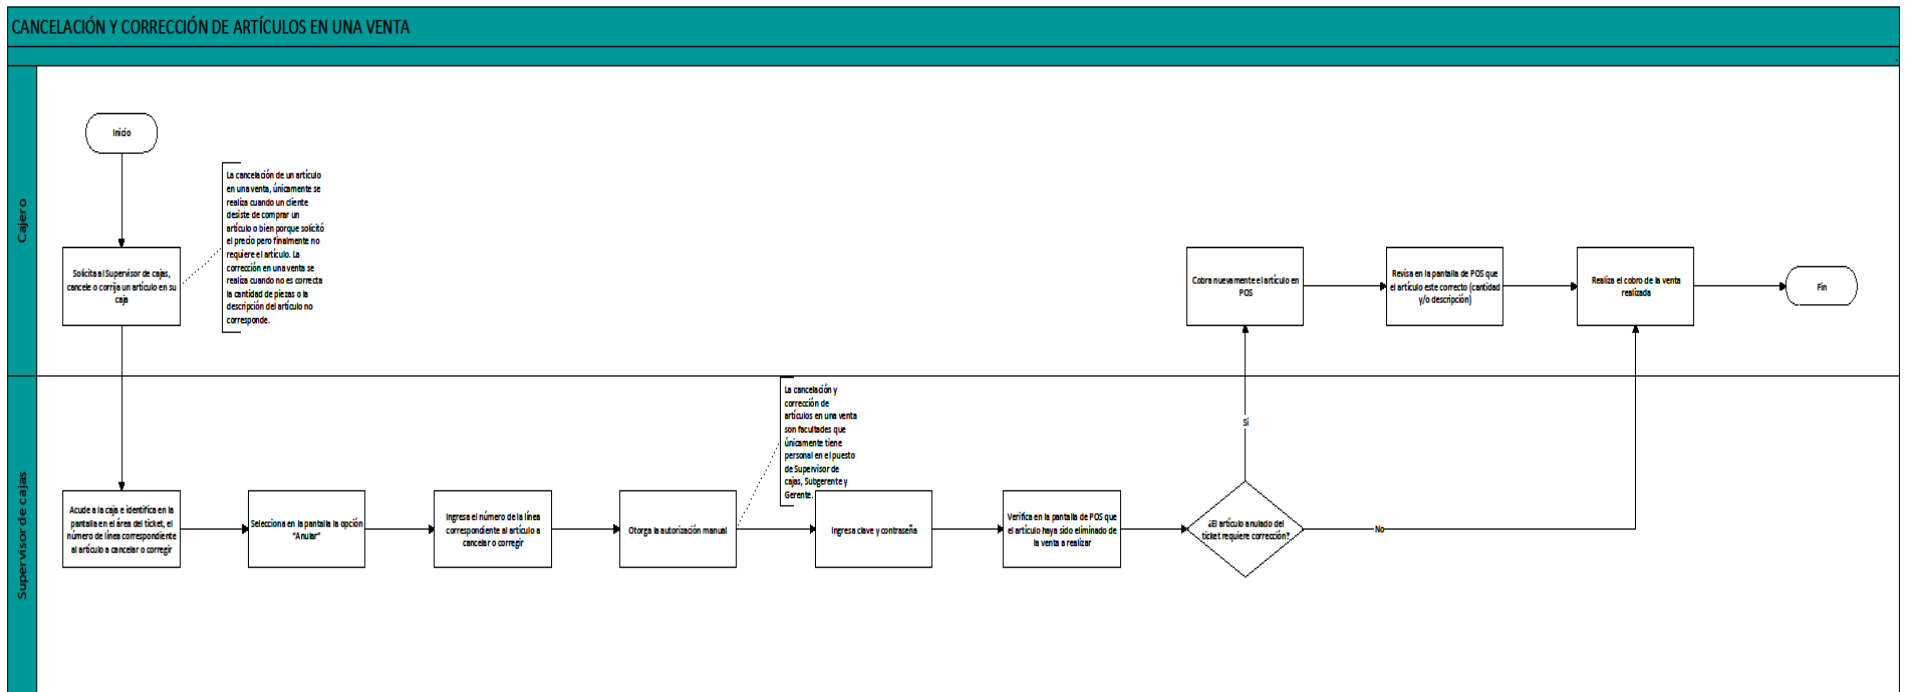 CANCELACIÓN Y CORRECCIÓN DE ARTÍCULOS EN UNA VENTA
Cajero
Inicio
Solicita al Supervisor de cajas,
cancele o corrija un artículo en su
caja
La cancelación de un artículo
en una venta, únicamente se
realiza cuando un cliente
desiste de comprar un
artículo o bien porque solicitó
el precio pero finalmente no
requiere el artículo. La
corrección en una venta se
realiza cuando no es correcta
la cantidad de piezas o la
descripción del artículo no
corresponde.
Cobra nuevamente el artículo en
POS
Revisa en la pantalla de POS que
el artículo este correcto (cantidad
y/o descripción)
Realiza el cobro de la venta
realizada
Fin
Supervisor de cajas
Acude a la caja e identifica en la
pantalla en el área del ticket, el
número de línea correspondiente
al artículo a cancelar o corregir
Selecciona en la pantalla la opción
"Anular"
Ingresa el número de la línea
correspondiente al artículo a
cancelar o corregir
Otorga la autorización manual
La cancelación y
corrección de
artículos en una venta
son facultades que
únicamente tiene
personal en el puesto
de Supervisor de
cajas, Subgerente y
Gerente.
Ingresa clave y contraseña
Verifica en la pantalla de POS que
el artículo haya sido eliminado de
la venta a realizar
¿El artículo anulado del
ticket requiere corrección?
Sí
No